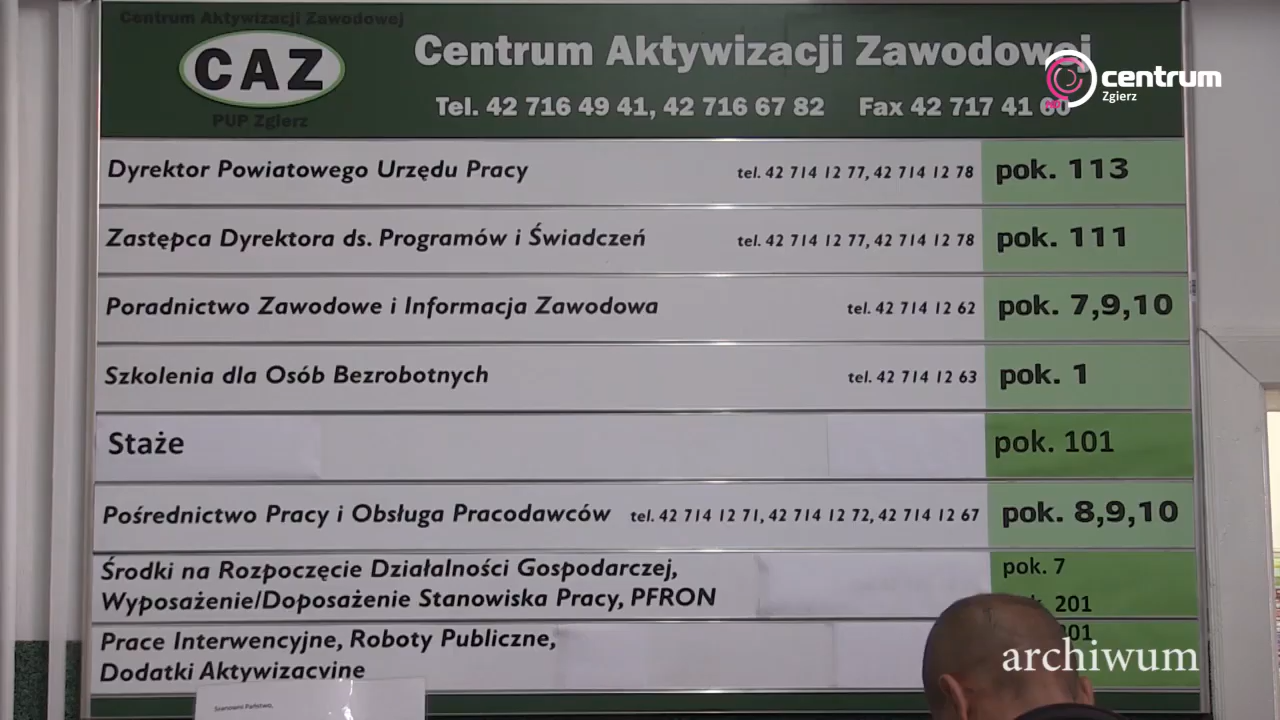 Centrum Aktywizacji Zawodowej
CAZ
PUP Zgierz
Centrum Aktywizacji Zawodowej
Tel. 42 716 49 41, 42 716 67 82 Fax 42 717 41 60
centrum
Zgierz
Dyrektor Powiatowego Urzędu Pracy tel. 42 714 12 77, 42 714 12 78 pok. 113
Zastępca Dyrektora ds. Programów i Świadczeń tel. 42 714 12 77, 42 714 12 78 pok. 111
Poradnictwo Zawodowe i Informacja Zawodowa tel. 42 714 12 62 pok. 7,9,10
Szkolenia dla Osób Bezrobotnych tel. 42 714 12 63 pok. 1
Staże pok. 101
Pośrednictwo Pracy i Obsługa Pracodawców tel. 42 714 12 71, 42 714 12 72, 42 714 12 67 pok. 8,9,10
Środki na Rozpoczęcie Działalności Gospodarczej, pok. 7
Wyposażenie/Doposażenie Stanowiska Pracy, PFRON 201
Prace Interwencyjne, Roboty Publiczne,
Dodatki Aktywizacyjne
archiwum
Szanowni Państwo,